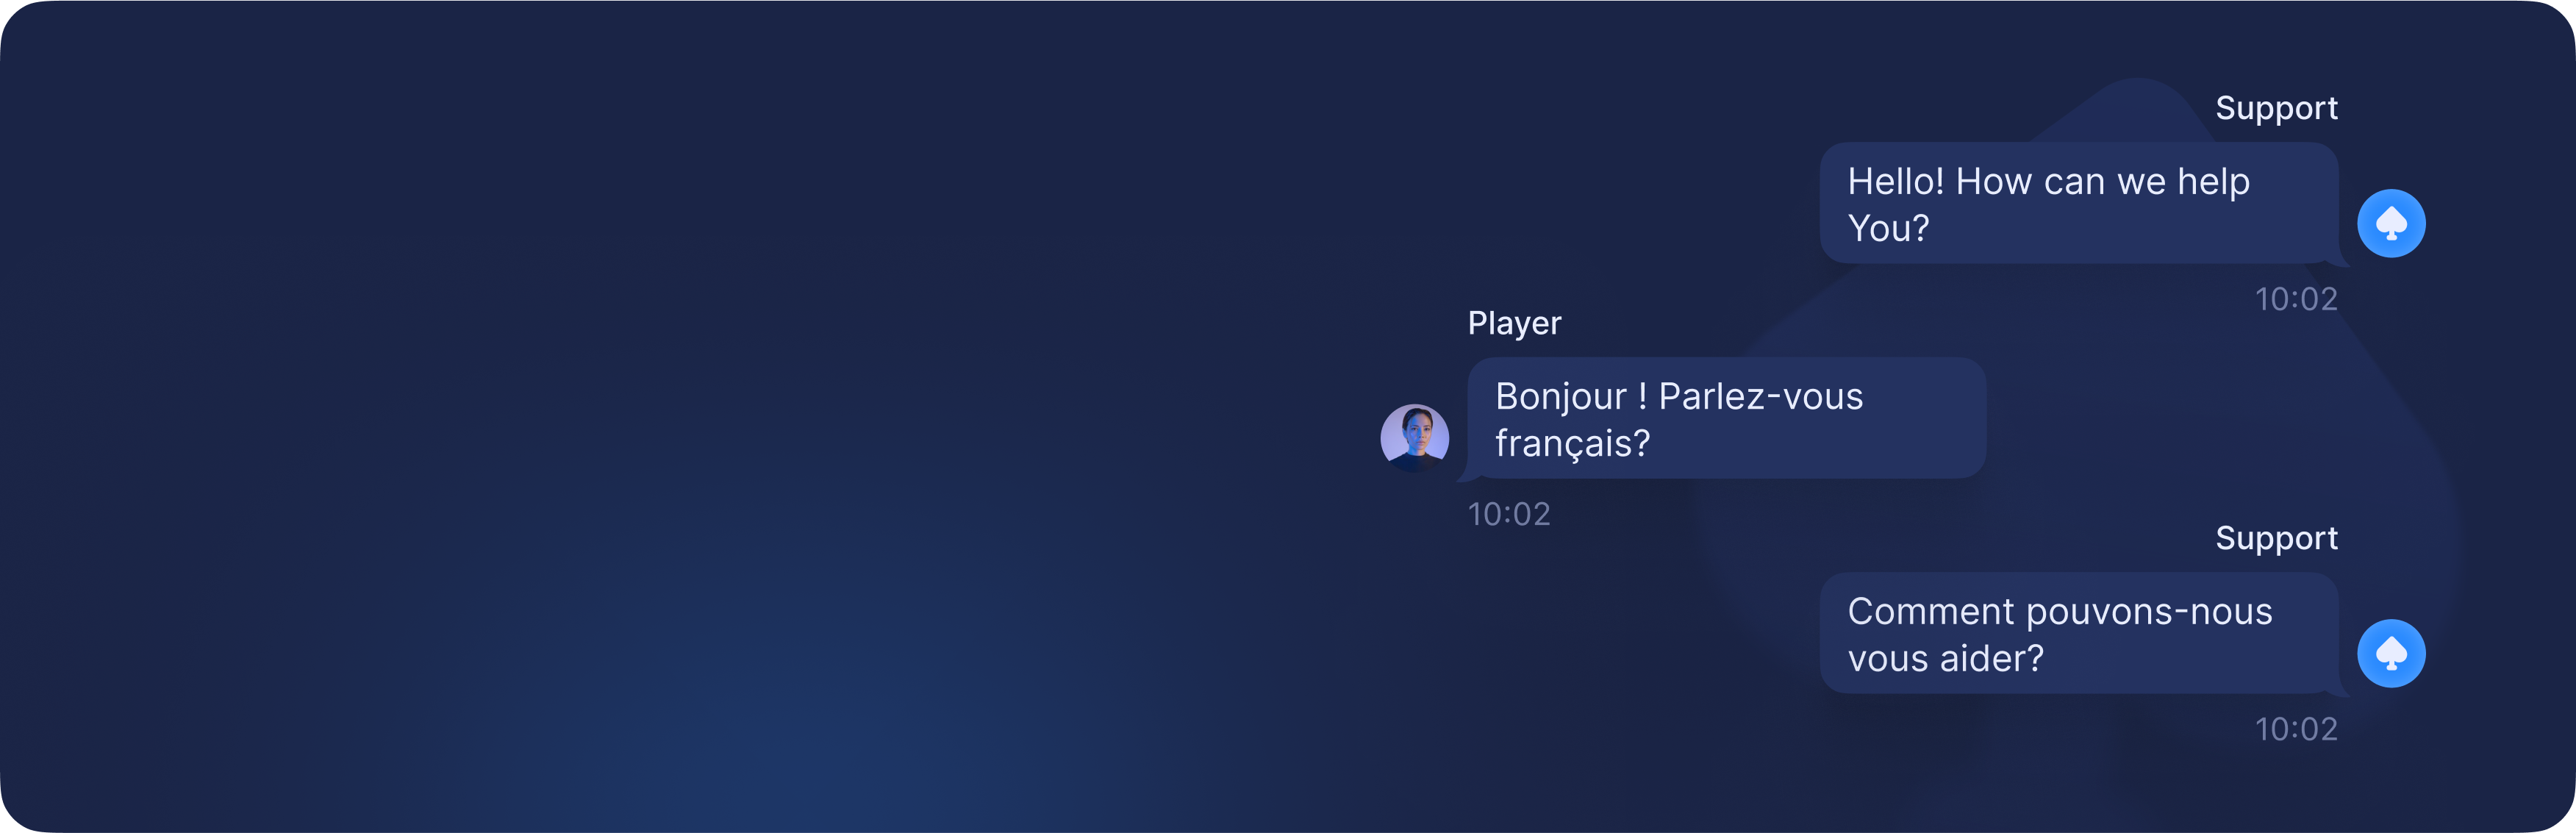 Support
Hello! How can we help
You?
10:02
Player
Bonjour ! Parlez-vous
français?
10:02
Support
Comment pouvons-nous
vous aider?
10:02